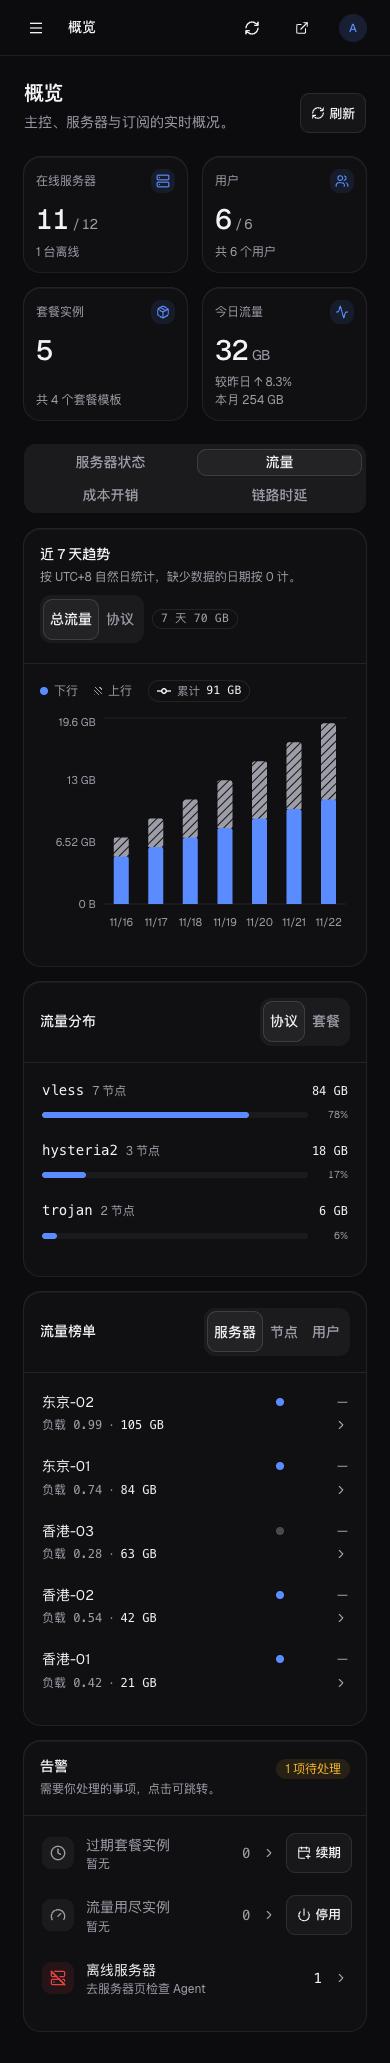 概览
A
概览
主控、服务器与订阅的实时概况。
刷新
在线服务器
11 / 12
1 台离线
用户
6 / 6
共 6 个用户
套餐实例
5
共 4 个套餐模板
今日流量
32 GB
较昨日 ↑ 8.3%
本月 254 GB
服务器状态
流量
成本开销
链路时延
近 7 天趋势
按 UTC+8 自然日统计，缺少数据的日期按 0 计。
总流量 协议 7 天 70 GB
下行 上行 累计 91 GB
19.6 GB
13 GB
6.52 GB
0 B
11/16 11/17 11/18 11/19 11/20 11/21 11/22
流量分布
协议 套餐
vless 7 节点 84 GB
78%
hysteria2 3 节点 18 GB
17%
trojan 2 节点 6 GB
6%
流量榜单
服务器 节点 用户
东京-02 —
负载 0.99 · 105 GB
东京-01 —
负载 0.74 · 84 GB
香港-03 —
负载 0.28 · 63 GB
香港-02 —
负载 0.54 · 42 GB
香港-01 —
负载 0.42 · 21 GB
告警
1 项待处理
需要你处理的事项，点击可跳转。
过期套餐实例
暂无
0
续期
流量用尽实例
暂无
0
停用
离线服务器
去服务器页检查 Agent
1